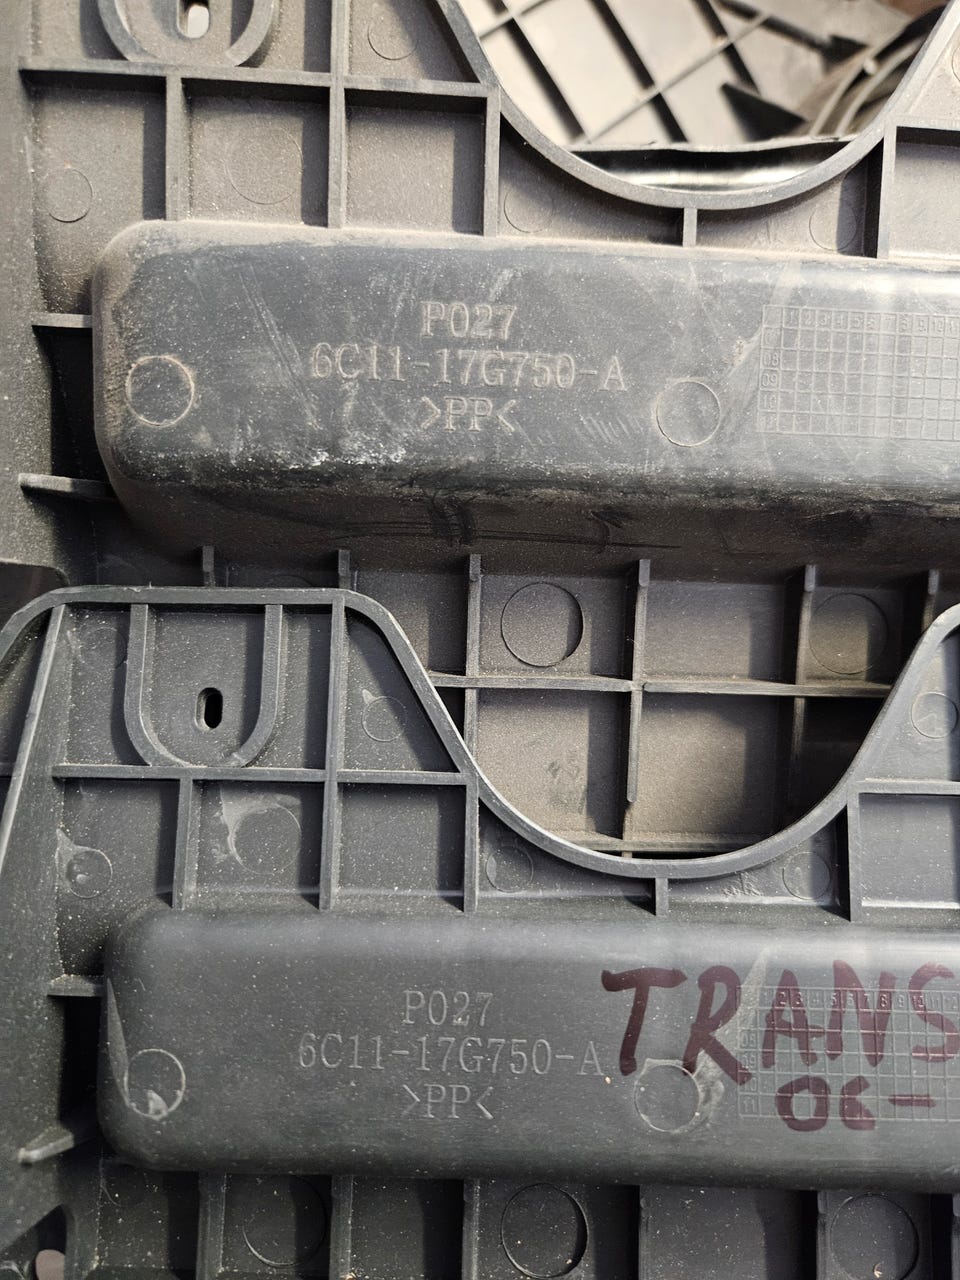 P027
6C11-17G750-A
>PP<
P027
6C11-17G750-A
>PP<
TRANS
06-